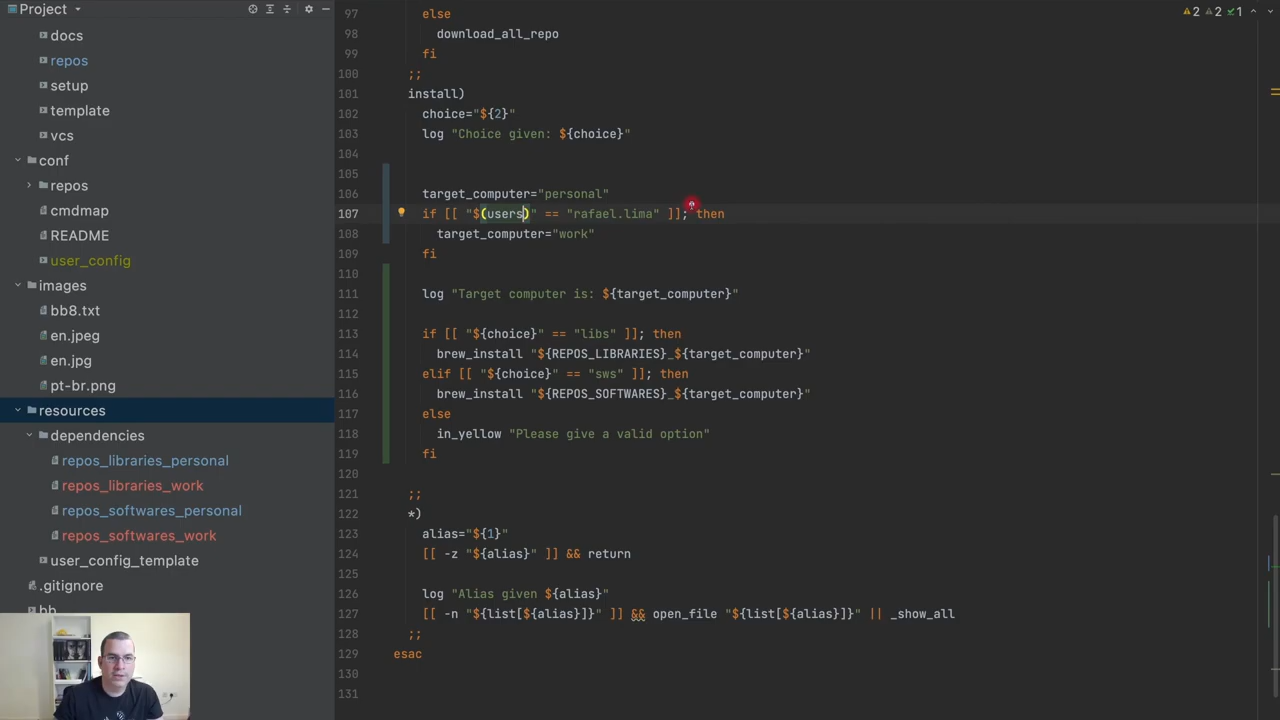 Project
docs
repos
setup
template
vcs
conf
repos
cmdmap
README
user_config
images
bb8.txt
en.jpeg
en.jpg
pt-br.png
resources
dependencies
repos_libraries_personal
repos_libraries_work
repos_softwares_personal
repos_softwares_work
user_config_template
.gitignore
bb
2 2 1
97 else
98 download_all_repo
99 fi
100 ;;
101 install)
102 choice="${2}"
103 log "Choice given: ${choice}"
104
105
106 target_computer="personal"
107 if [[ "$(users)" == "rafael.lima" ]]; then
108 target_computer="work"
109 fi
110
111 log "Target computer is: ${target_computer}"
112
113 if [[ "${choice}" == "libs" ]]; then
114 brew_install "${REPOS_LIBRARIES}_${target_computer}"
115 elif [[ "${choice}" == "sws" ]]; then
116 brew_install "${REPOS_SOFTWARES}_${target_computer}"
117 else
118 in_yellow "Please give a valid option"
119 fi
120
121 ;;
122 *)
123 alias="${1}"
124 [[ -z "${alias}" ]] && return
125
126 log "Alias given ${alias}"
127 [[ -n "${list[${alias}]}" ]] && open_file "${list[${alias}]}" || _show_all
128 ;;
129 esac
130
131